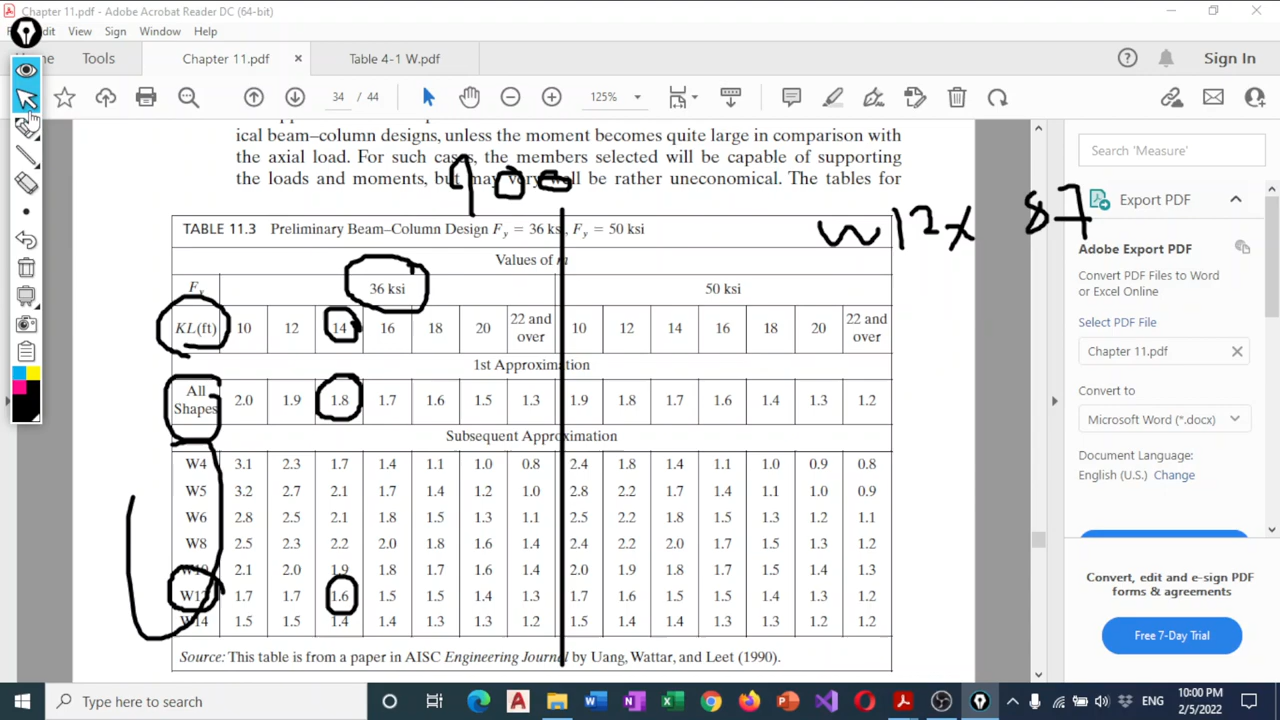 Chapter 11.pdf - Adobe Acrobat Reader DC (64-bit)
View Sign Window Help
Tools Chapter 11.pdf Table 4-1 W.pdf Sign In
34 / 44 125%
ical beam–column designs, unless the moment becomes quite large in comparison with
the axial load. For such cases, the members selected will be capable of supporting
the loads and moments, but may very well be rather uneconomical. The tables for
900
W12x 87
TABLE 11.3 Preliminary Beam–Column Design Fy = 36 ksi, Fy = 50 ksi
Values of m
Fy 36 ksi 50 ksi
KL(ft) 10 12 14 16 18 20 22 and over 10 12 14 16 18 20 22 and over
1st Approximation
All Shapes 2.0 1.9 1.8 1.7 1.6 1.5 1.3 1.9 1.8 1.7 1.6 1.4 1.3 1.2
Subsequent Approximation
W4 3.1 2.3 1.7 1.4 1.1 1.0 0.8 2.4 1.8 1.4 1.1 1.0 0.9 0.8
W5 3.2 2.7 2.1 1.7 1.4 1.2 1.0 2.8 2.2 1.7 1.4 1.1 1.0 0.9
W6 2.8 2.5 2.1 1.8 1.5 1.3 1.1 2.5 2.2 1.8 1.5 1.3 1.2 1.1
W8 2.5 2.3 2.2 2.0 1.8 1.6 1.4 2.4 2.2 2.0 1.7 1.5 1.3 1.2
W10 2.1 2.0 1.9 1.8 1.7 1.6 1.4 2.0 1.9 1.8 1.7 1.5 1.4 1.3
W12 1.7 1.7 1.6 1.5 1.5 1.4 1.3 1.7 1.6 1.5 1.5 1.4 1.3 1.2
W14 1.5 1.5 1.4 1.4 1.3 1.3 1.2 1.5 1.4 1.4 1.3 1.3 1.2 1.2
Source: This table is from a paper in AISC Engineering Journal by Uang, Wattar, and Leet (1990).
Search 'Measure'
Export PDF
Adobe Export PDF
Convert PDF Files to Word
or Excel Online
Select PDF File
Chapter 11.pdf
Convert to
Microsoft Word (*.docx)
Document Language:
English (U.S.) Change
Convert, edit and e-sign PDF
forms & agreements
Free 7-Day Trial
Type here to search
ENG
10:00 PM
2/5/2022